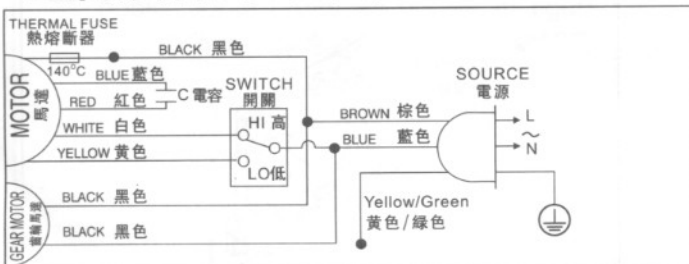 THERMAL FUSE
熱熔斷器
140°C
BLACK 黑色
BLUE 藍色
RED 紅色
C 電容
WHITE 白色
YELLOW 黄色
MOTOR
馬達
SWITCH
開關
HI 高
LO低
BROWN 棕色
BLUE 藍色
SOURCE
電源
L
~
N
Yellow/Green
黄色/緑色
GEAR MOTOR
齒輪馬達
BLACK 黑色
BLACK 黑色